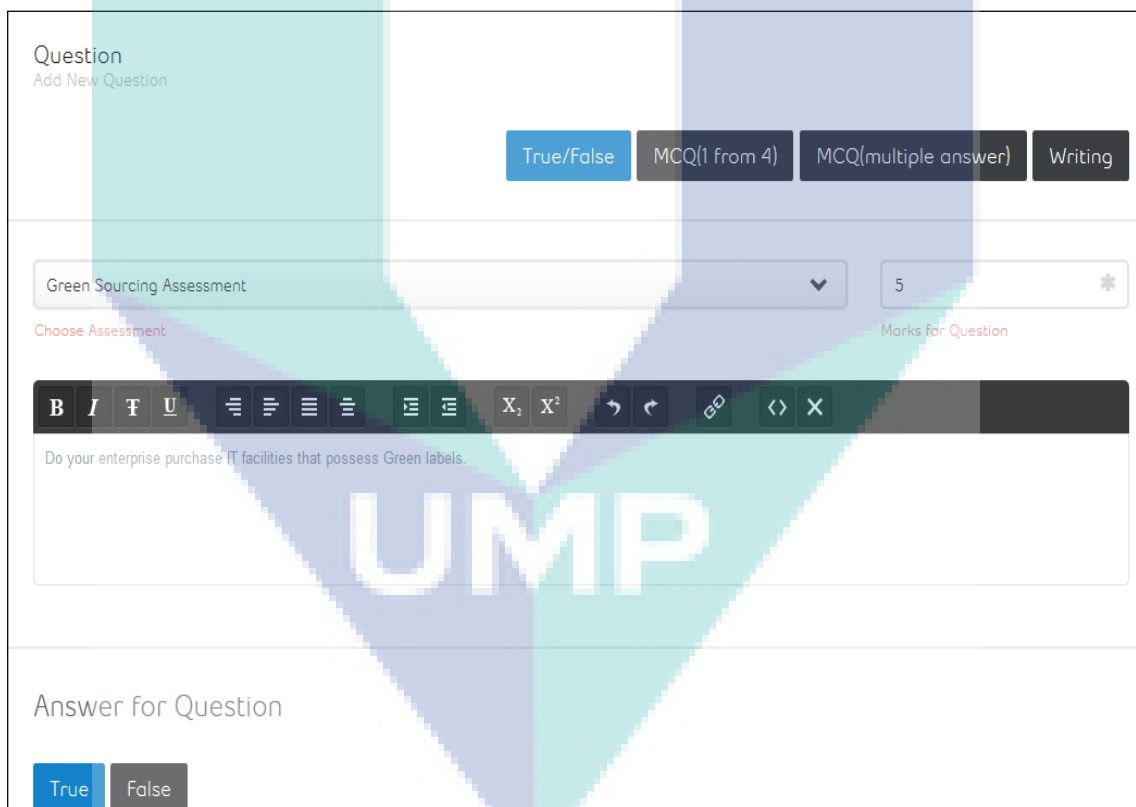 Question
Add New Question
True/False MCQ(1 from 4) MCQ(multiple answer) Writing
Green Sourcing Assessment 5
Choose Assessment Marks for Question
B I T U X₂ X²
Do your enterprise purchase IT facilities that possess Green labels.
UMP
Answer for Question
True False